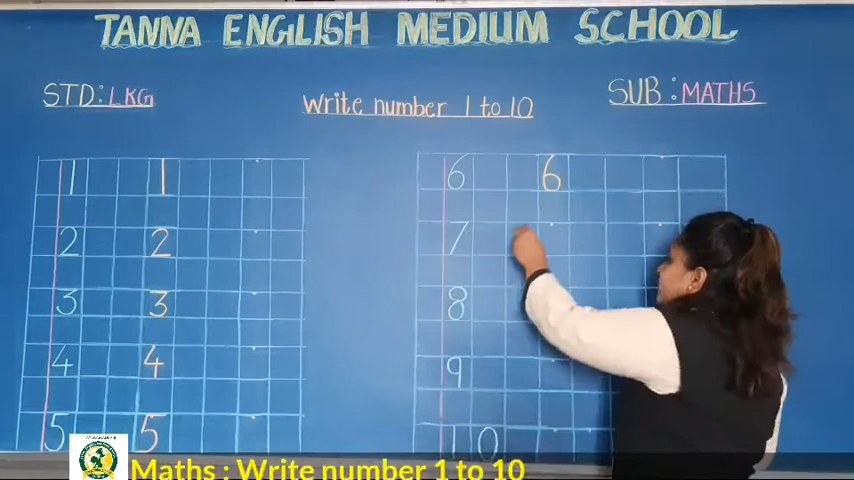 TANNA ENGLISH MEDIUM SCHOOL
STD: LKG
Write number 1 to 10
SUB: MATHS
1 1
2 2
3 3
4 4
5 5
6 6
7
8
9
10
Maths : Write number 1 to 10